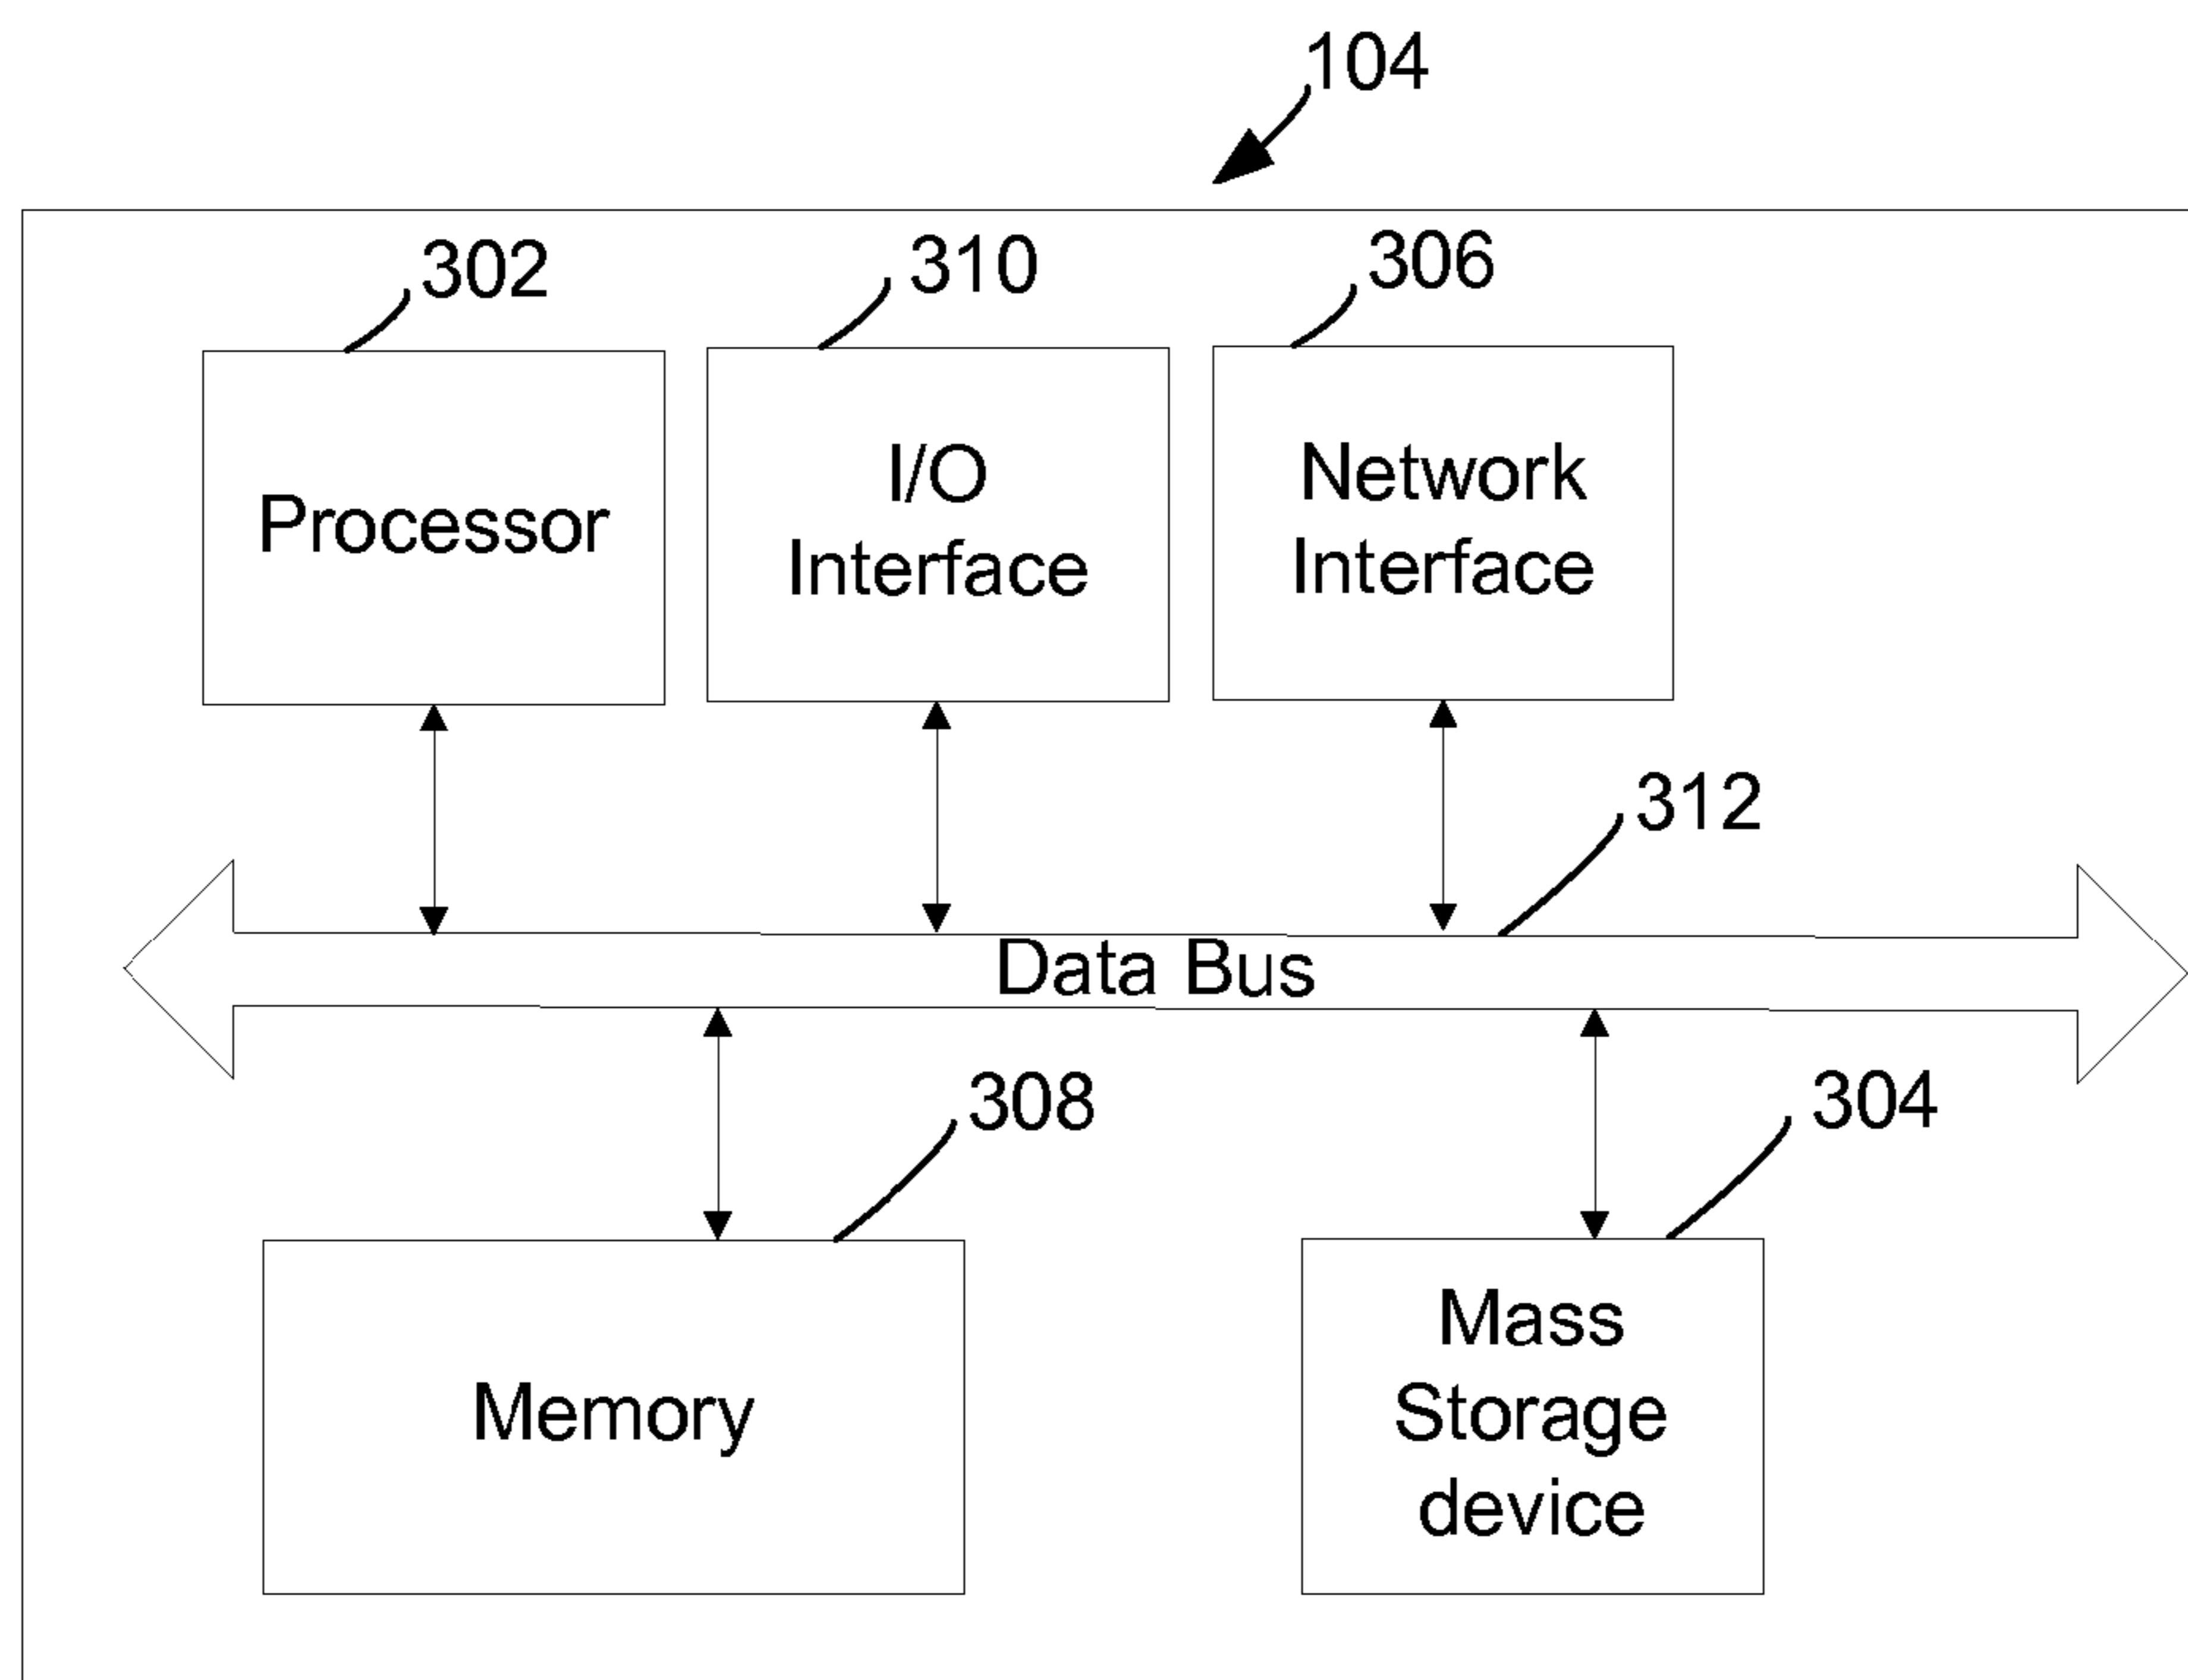 104
302
310
306
Processor
I/O
Interface
Network
Interface
312
Data Bus
308
304
Memory
Mass
Storage
device